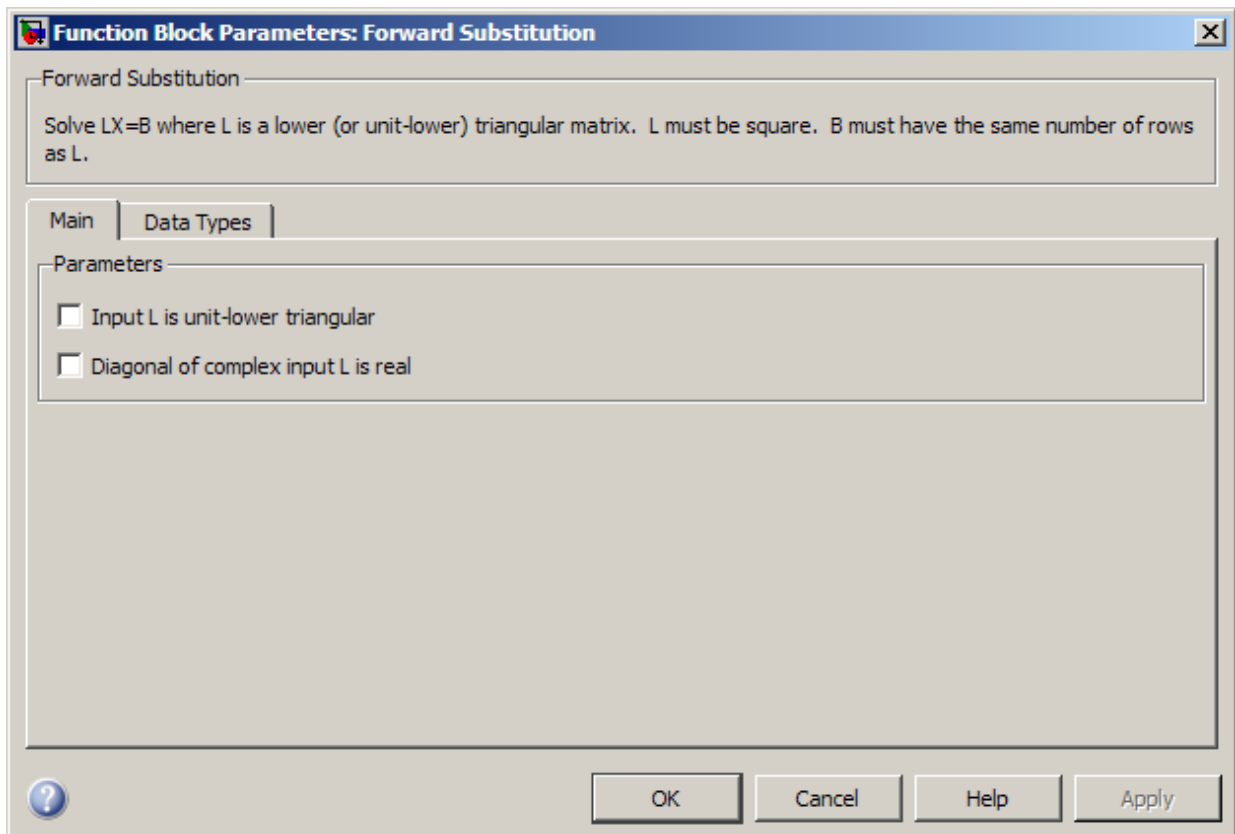 Function Block Parameters: Forward Substitution
Forward Substitution
Solve LX=B where L is a lower (or unit-lower) triangular matrix.  L must be square.  B must have the same number of rows
as L.
Main
Data Types
Parameters
Input L is unit-lower triangular
Diagonal of complex input L is real
OK
Cancel
Help
Apply